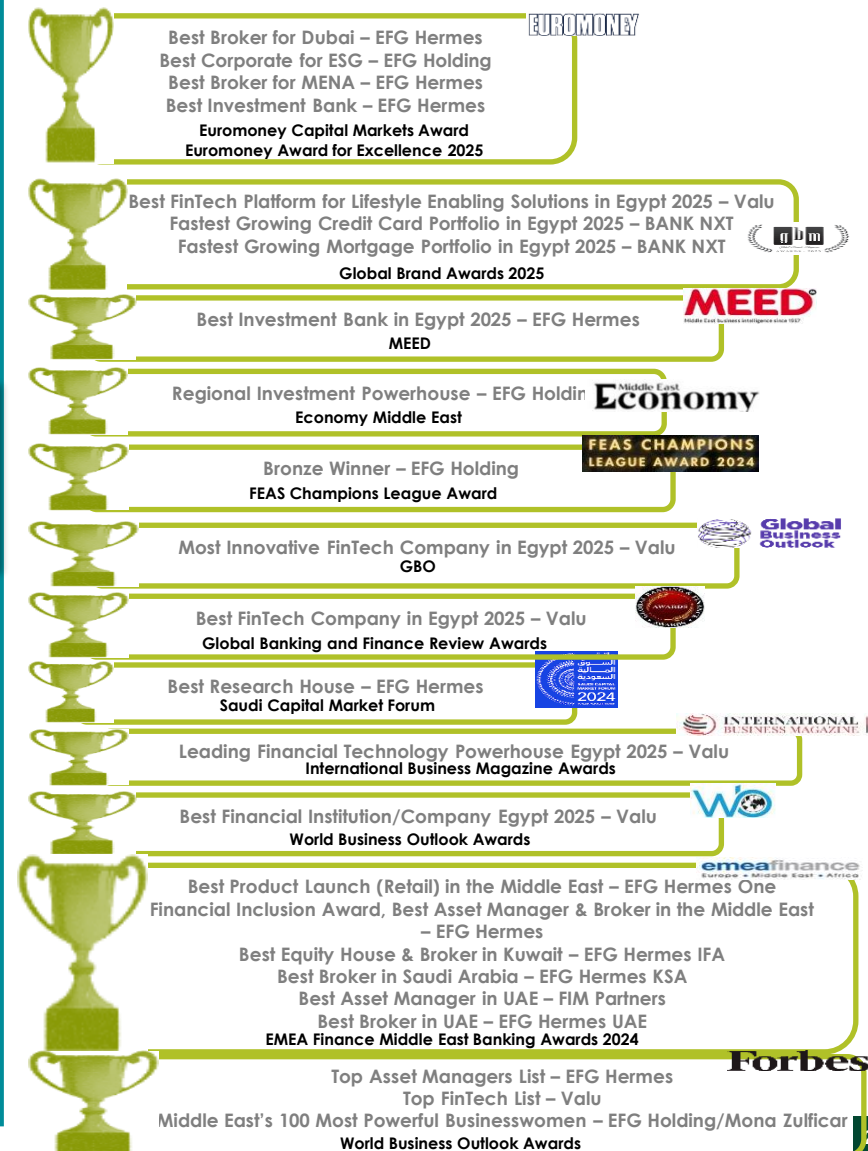 EUROMONEY
Best Broker for Dubai – EFG Hermes
Best Corporate for ESG – EFG Holding
Best Broker for MENA – EFG Hermes
Best Investment Bank – EFG Hermes
Euromoney Capital Markets Award
Euromoney Award for Excellence 2025
Best FinTech Platform for Lifestyle Enabling Solutions in Egypt 2025 – Valu
Fastest Growing Credit Card Portfolio in Egypt 2025 – BANK NXT
Fastest Growing Mortgage Portfolio in Egypt 2025 – BANK NXT
gbm
Global Brand Awards 2025
MEED
Middle East business intelligence since 1957
Best Investment Bank in Egypt 2025 – EFG Hermes
MEED
Regional Investment Powerhouse – EFG Holdin
Middle East
Economy
Economy Middle East
FEAS CHAMPIONS
LEAGUE AWARD 2024
Bronze Winner – EFG Holding
FEAS Champions League Award
Global
Business
Outlook
Most Innovative FinTech Company in Egypt 2025 – Valu
GBO
GLOBAL BANKING & FINANCE
AWARDS
AWARDS
Best FinTech Company in Egypt 2025 – Valu
Global Banking and Finance Review Awards
السوق
المالية
السعودية
SAUDI CAPITAL
MARKET FORUM
2024
Best Research House – EFG Hermes
Saudi Capital Market Forum
INTERNATIONAL
BUSINESS MAGAZINE
Leading Financial Technology Powerhouse Egypt 2025 – Valu
International Business Magazine Awards
WO
Best Financial Institution/Company Egypt 2025 – Valu
World Business Outlook Awards
emeafinance
Europe • Middle East • Africa
Best Product Launch (Retail) in the Middle East – EFG Hermes One
Financial Inclusion Award, Best Asset Manager & Broker in the Middle East
– EFG Hermes
Best Equity House & Broker in Kuwait – EFG Hermes IFA
Best Broker in Saudi Arabia – EFG Hermes KSA
Best Asset Manager in UAE – FIM Partners
Best Broker in UAE – EFG Hermes UAE
EMEA Finance Middle East Banking Awards 2024
Forbes
Top Asset Managers List – EFG Hermes
Top FinTech List – Valu
Middle East's 100 Most Powerful Businesswomen – EFG Holding/Mona Zulficar
World Business Outlook Awards